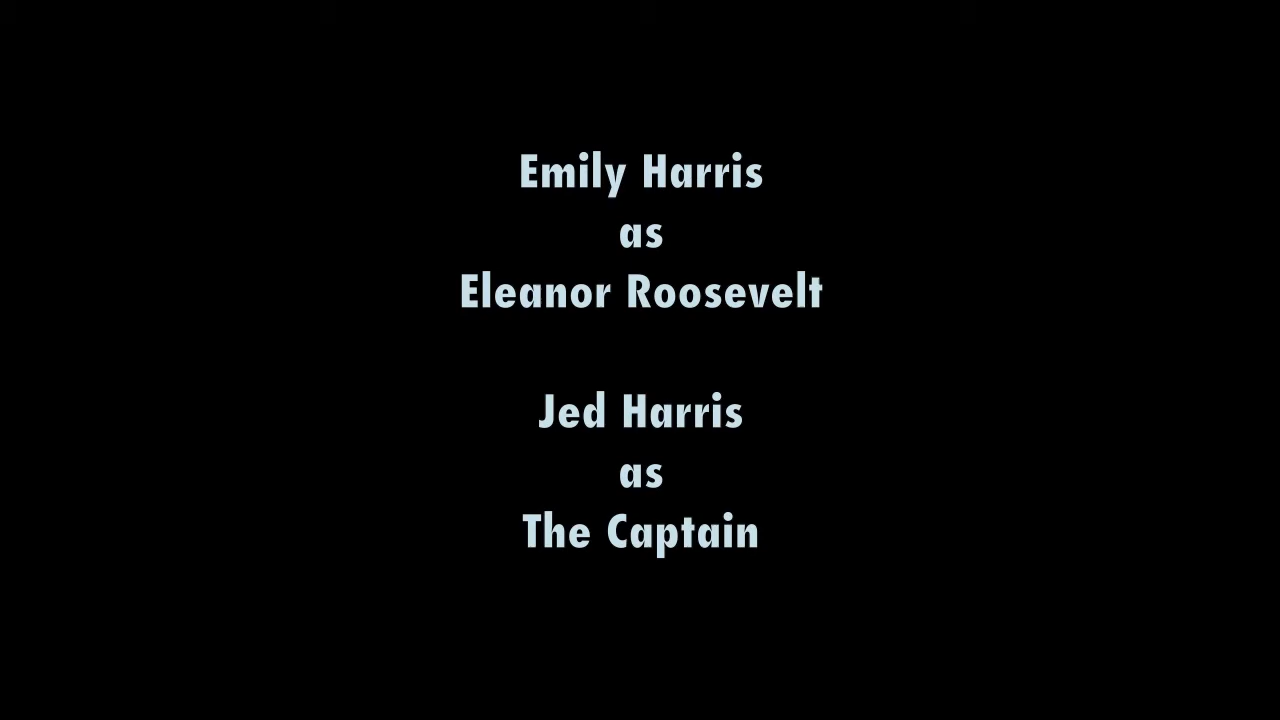 Emily Harris
as
Eleanor Roosevelt
Jed Harris
as
The Captain